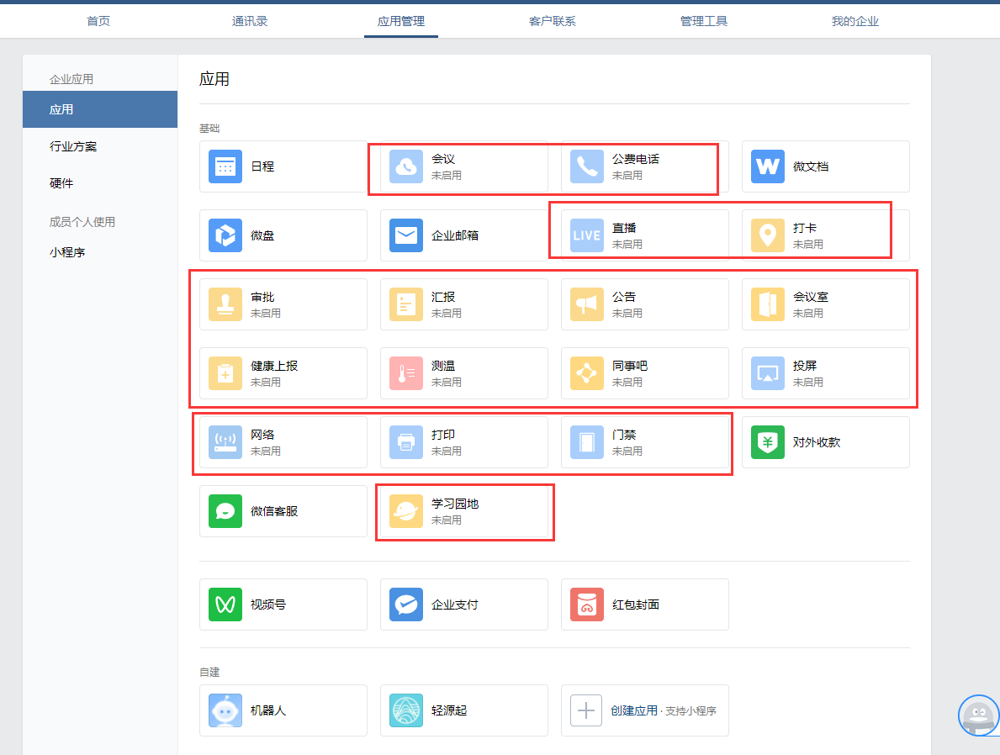 首页 通讯录 应用管理 客户联系 管理工具 我的企业
企业应用
应用
行业方案
硬件
成员个人使用
小程序
应用
基础
日程
会议
未启用
公费电话
未启用
微文档
微盘
企业邮箱
LIVE
直播
未启用
打卡
未启用
审批
未启用
汇报
未启用
公告
未启用
会议室
未启用
健康上报
未启用
测温
未启用
同事吧
未启用
投屏
未启用
网络
未启用
打印
未启用
门禁
未启用
对外收款
微信客服
学习园地
未启用
视频号
企业支付
红包封面
自建
机器人
轻源起
创建应用 · 支持小程序